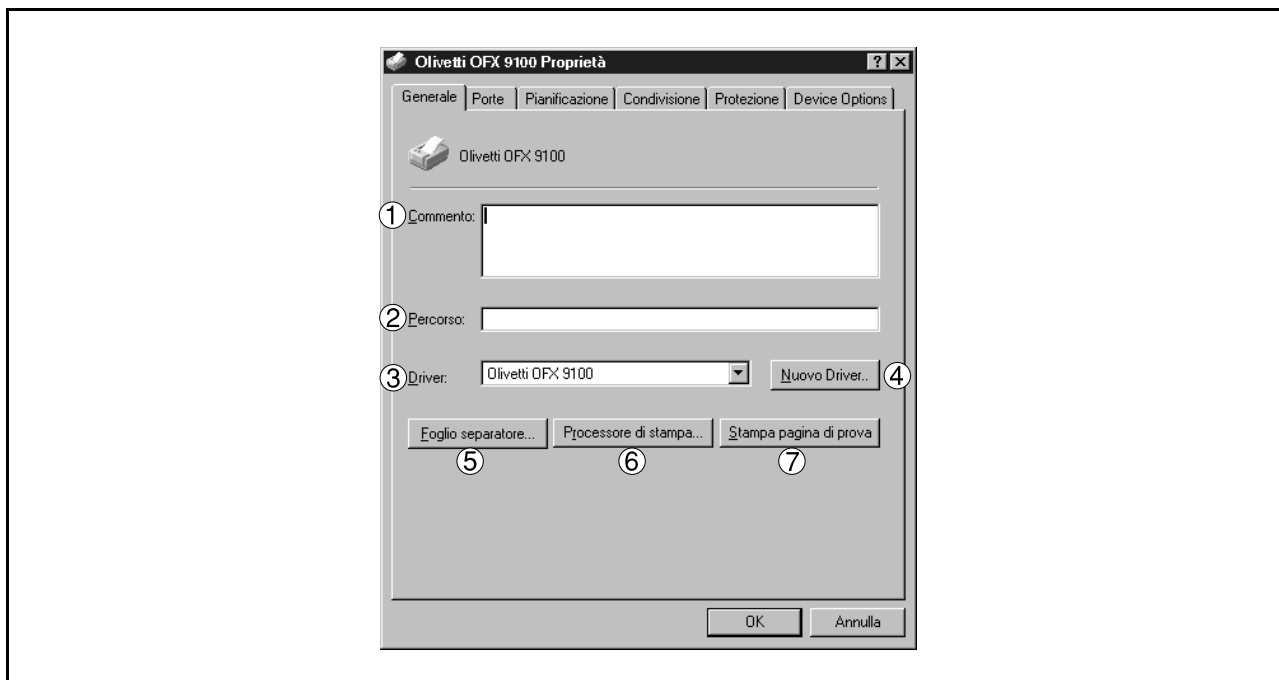 Olivetti OFX 9100 Proprietà
Generale Porte Pianificazione Condivisione Protezione Device Options
Olivetti OFX 9100
① Commento:
② Percorso:
③ Driver: Olivetti OFX 9100 Nuovo Driver.. ④
Foglio separatore... Processore di stampa... Stampa pagina di prova
⑤ ⑥ ⑦
OK Annulla